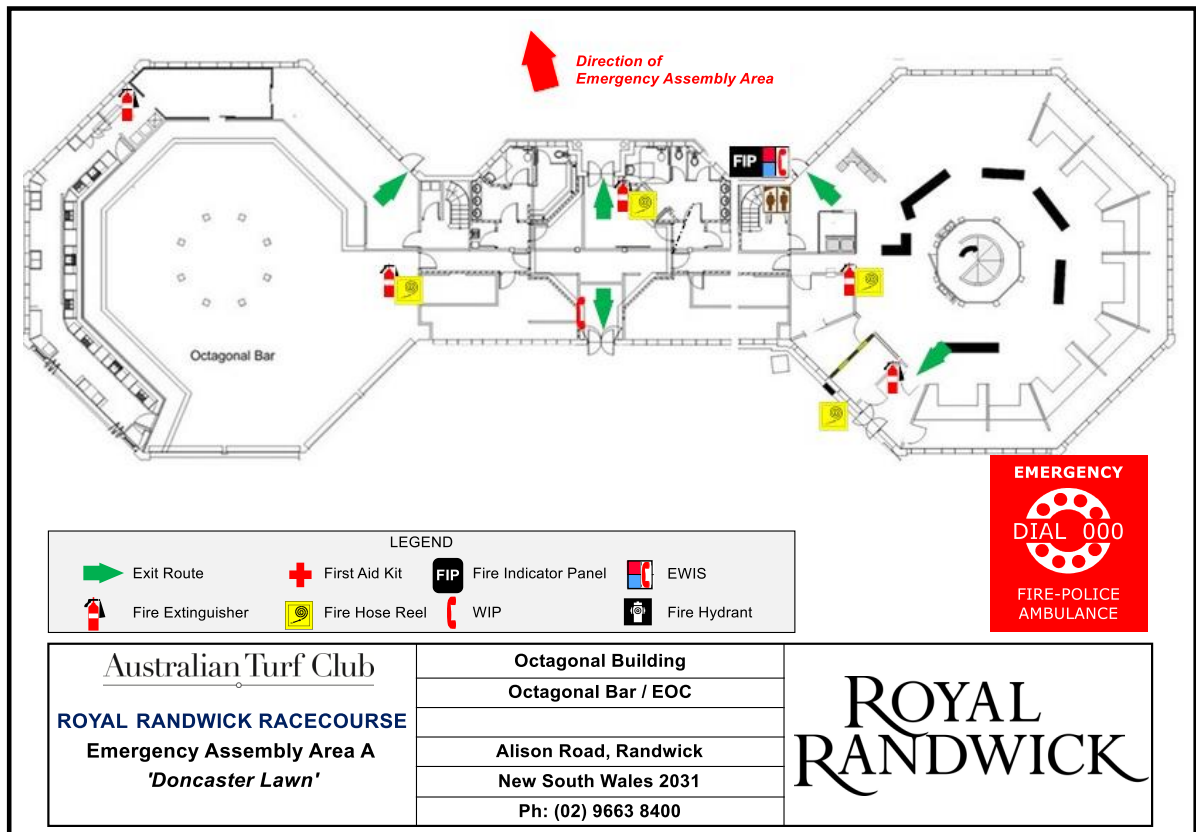 Direction of
Emergency Assembly Area
FIP
Octagonal Bar
EMERGENCY
DIAL 000
FIRE-POLICE
AMBULANCE
LEGEND
Exit Route
First Aid Kit
FIP
Fire Indicator Panel
EWIS
Fire Extinguisher
Fire Hose Reel
WIP
Fire Hydrant
Australian Turf Club
ROYAL RANDWICK RACECOURSE
Emergency Assembly Area A
'Doncaster Lawn'
Octagonal Building
Octagonal Bar / EOC
Alison Road, Randwick
New South Wales 2031
Ph: (02) 9663 8400
ROYAL
RANDWICK